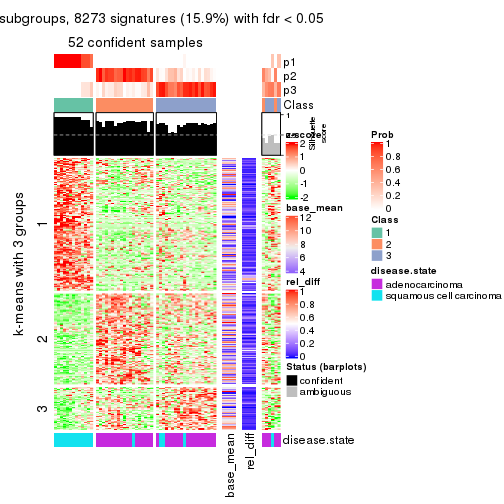 subgroups, 8273 signatures (15.9%) with fdr < 0.05
52 confident samples
p1
p2
p3
Class
1
Silhouette
score
z-score
2
1
0
-1
-2
base_mean
12
10
8
6
4
rel_diff
1
0.8
0.6
0.4
0.2
0
Status (barplots)
confident
ambiguous
Prob
1
0.8
0.6
0.4
0.2
0
Class
1
2
3
disease.state
adenocarcinoma
squamous cell carcinoma
k-means with 3 groups
1
2
3
disease.state
base_mean
rel_diff